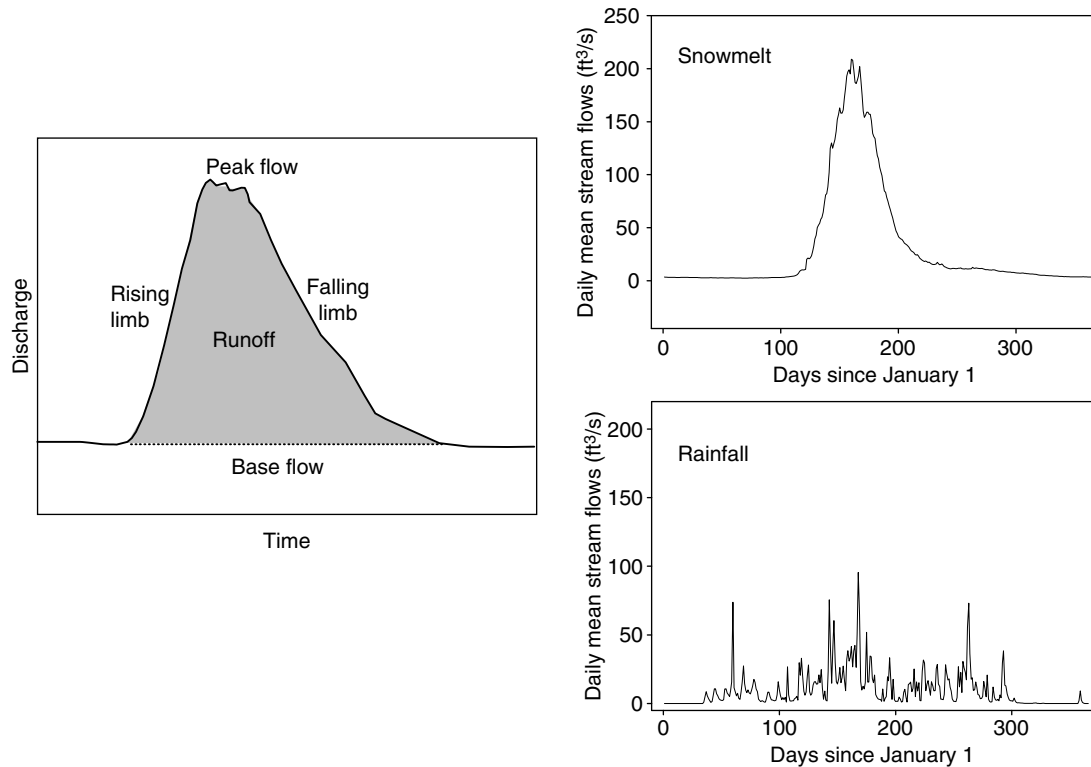 Peak flow
Rising
limb
Falling
limb
Runoff
Base flow
Discharge
Time
250
200
150
100
50
0
Snowmelt
Daily mean stream flows (ft³/s)
0 100 200 300
Days since January 1
200
150
100
50
0
Rainfall
Daily mean stream flows (ft³/s)
0 100 200 300
Days since January 1